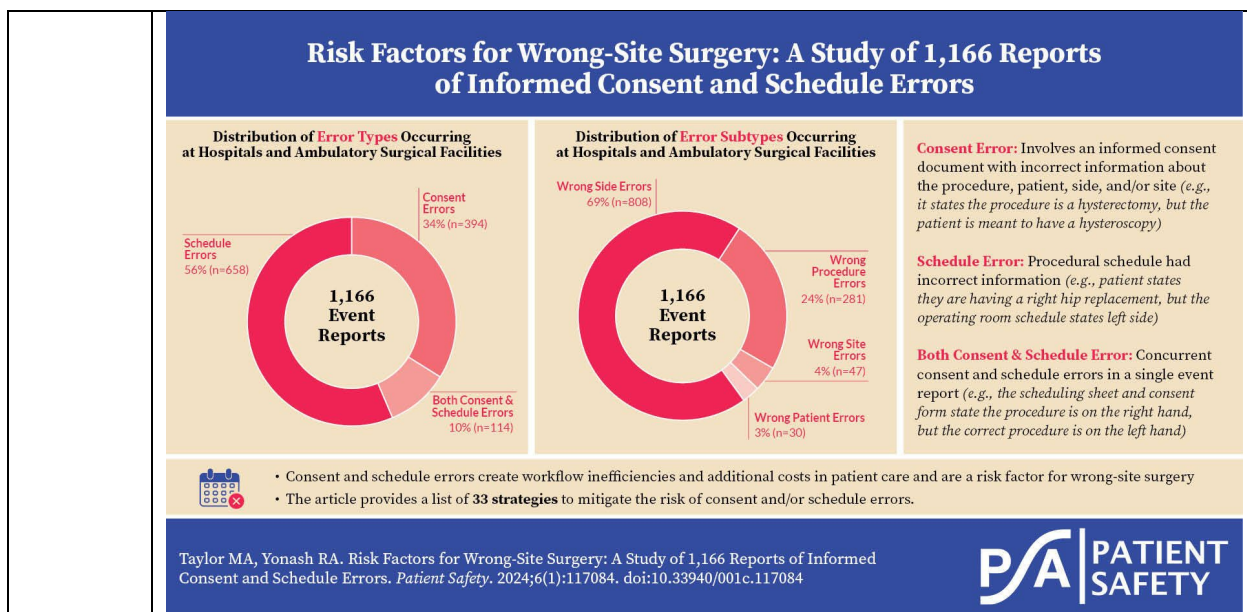 Risk Factors for Wrong-Site Surgery: A Study of 1,166 Reports
of Informed Consent and Schedule Errors
Distribution of Error Types Occurring
at Hospitals and Ambulatory Surgical Facilities
Consent
Errors
34% (n=394)
Schedule
Errors
56% (n=658)
1,166
Event
Reports
Both Consent &
Schedule Errors
10% (n=114)
Distribution of Error Subtypes Occurring
at Hospitals and Ambulatory Surgical Facilities
Wrong Side Errors
69% (n=808)
Wrong
Procedure
Errors
24% (n=281)
1,166
Event
Reports
Wrong Site
Errors
4% (n=47)
Wrong Patient Errors
3% (n=30)
Consent Error: Involves an informed consent
document with incorrect information about
the procedure, patient, side, and/or site (e.g.,
it states the procedure is a hysterectomy, but the
patient is meant to have a hysteroscopy)
Schedule Error: Procedural schedule had
incorrect information (e.g., patient states
they are having a right hip replacement, but the
operating room schedule states left side)
Both Consent & Schedule Error: Concurrent
consent and schedule errors in a single event
report (e.g., the scheduling sheet and consent
form state the procedure is on the right hand,
but the correct procedure is on the left hand)
• Consent and schedule errors create workflow inefficiencies and additional costs in patient care and are a risk factor for wrong-site surgery
• The article provides a list of 33 strategies to mitigate the risk of consent and/or schedule errors.
Taylor MA, Yonash RA. Risk Factors for Wrong-Site Surgery: A Study of 1,166 Reports of Informed
Consent and Schedule Errors. Patient Safety. 2024;6(1):117084. doi:10.33940/001c.117084
PSA
PATIENT
SAFETY